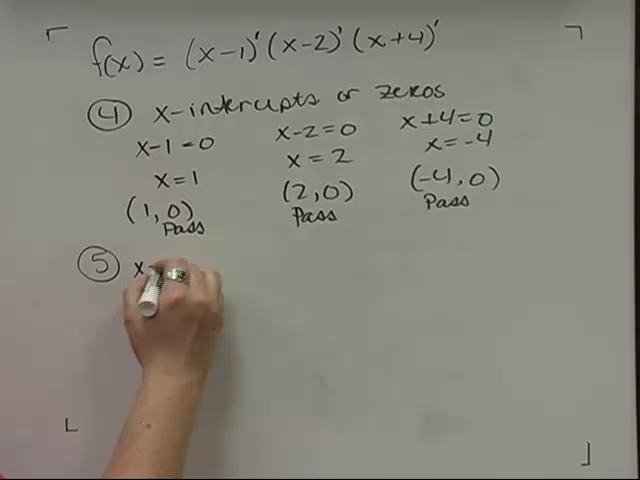 f(x) = (x-1)¹ (x-2)¹ (x+4)¹
④ x-intercepts or zeros
x-1=0 x-2=0 x+4=0
x=1 x=2 x=-4
(1,0) (2,0) (-4,0)
Pass Pass Pass
⑤ x-